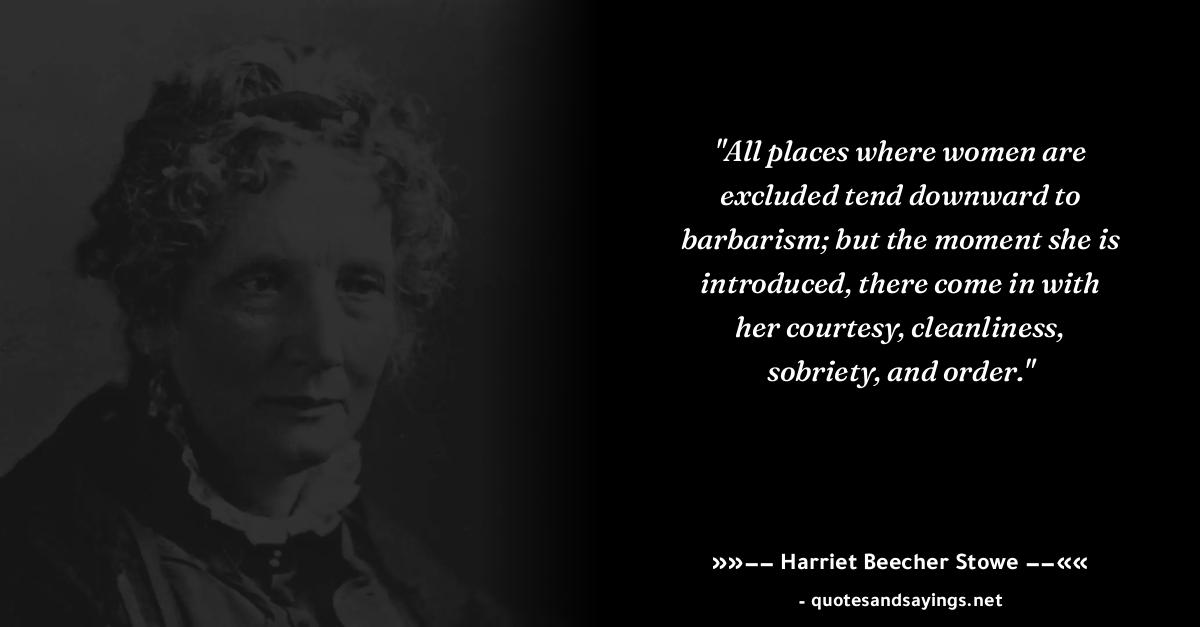 "All places where women are
excluded tend downward to
barbarism; but the moment she is
introduced, there come in with
her courtesy, cleanliness,
sobriety, and order."
»»−− Harriet Beecher Stowe −−««
- quotesandsayings.net